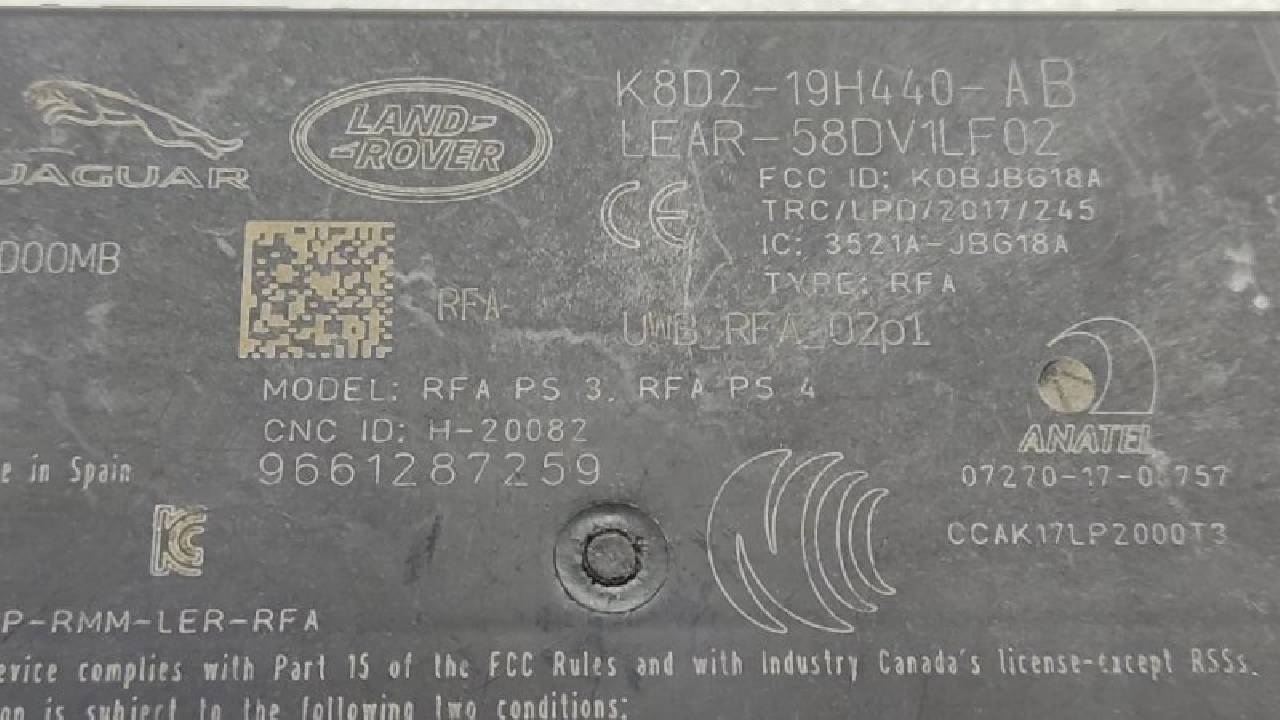 JAGUAR
LAND-
-ROVER
K8D2-19H440-AB
LEAR-58DV1LF02
CE
FCC ID: KOBJBG18A
TRC/LPD/2017/245
IC: 3521A-JBG18A
TYPE: RFA
D00MB
RFA
UWB_RFA_02p1
MODEL: RFA PS 3, RFA PS 4
CNC ID: H-20082
9661287259
ANATEL
e in Spain
CCAK17LP2000T3
P-RMM-LER-RFA
evice complies with Part 15 of the FCC Rules and with Industry Canada's license-except RSSs.
on is subject to the following two conditions: